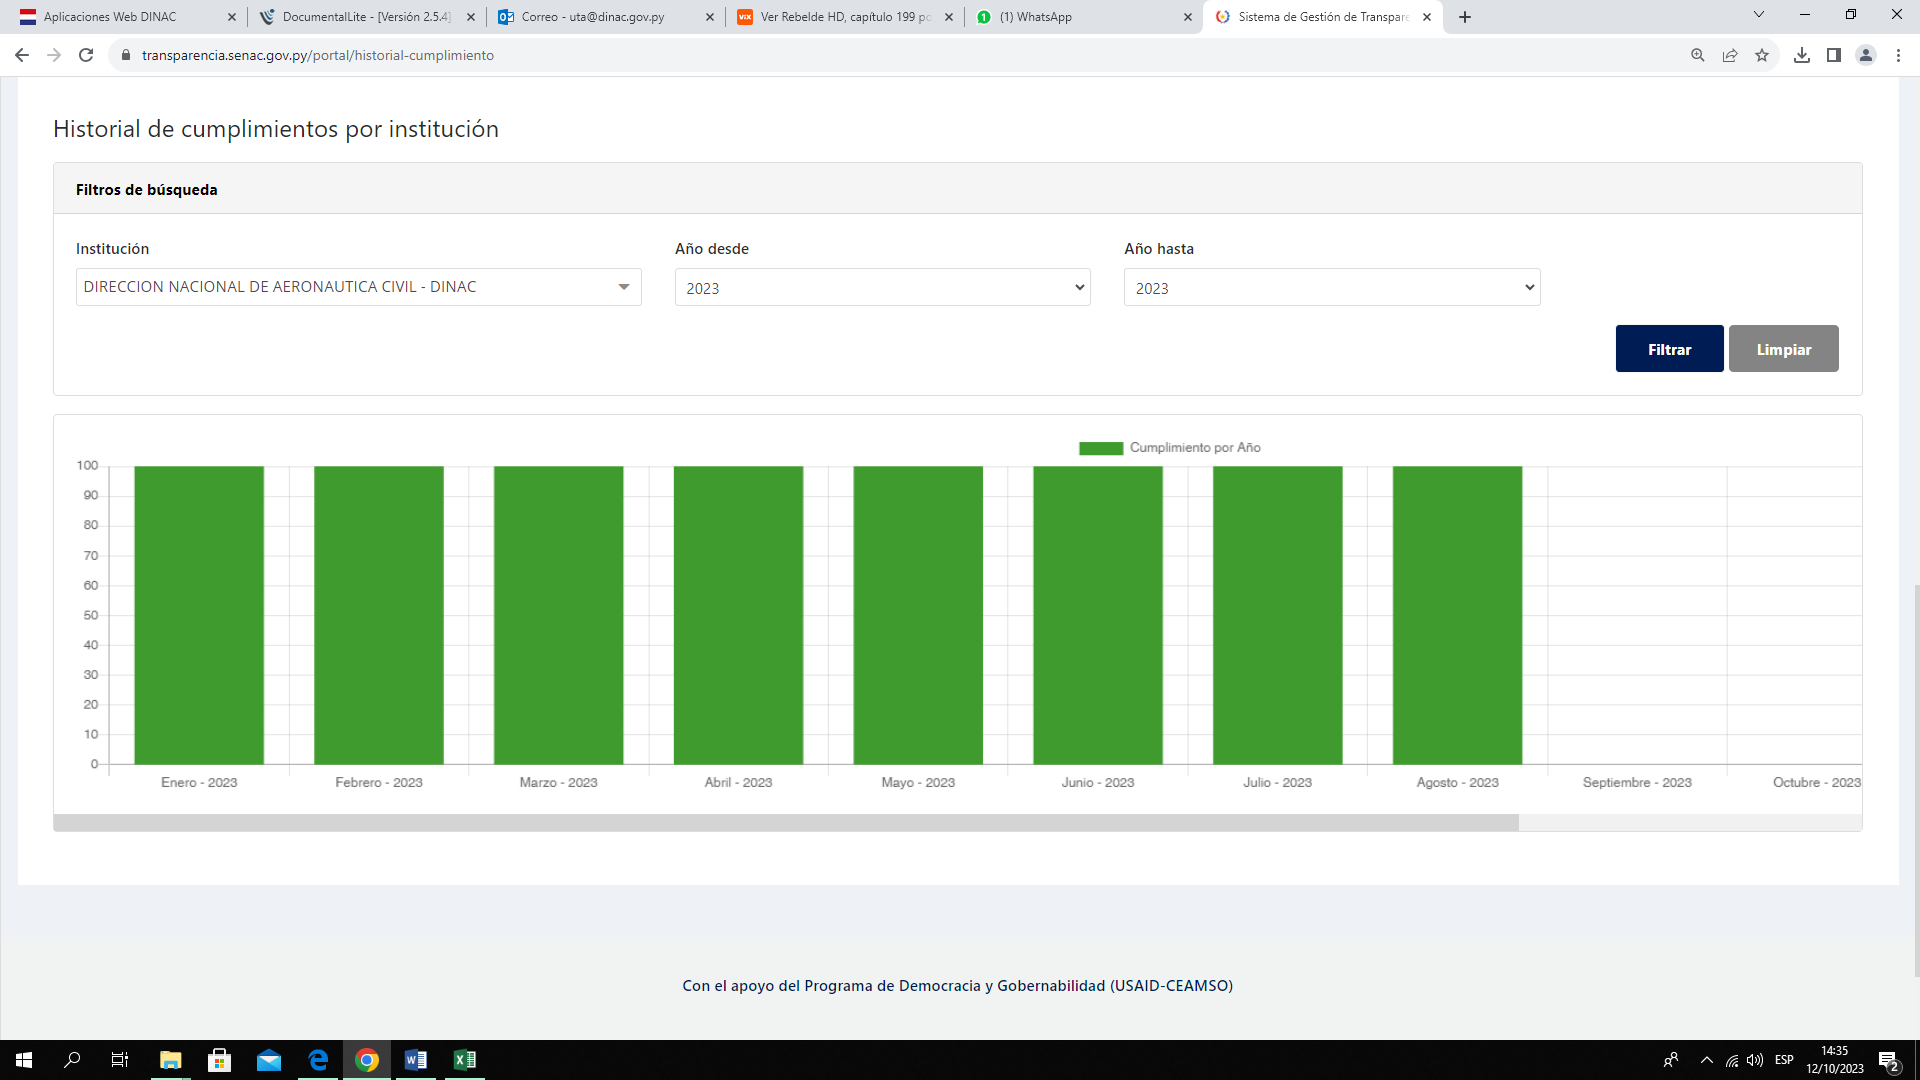 Aplicaciones Web DINAC
DocumentalLite - [Versión 2.5.4]
Correo - uta@dinac.gov.py
Ver Rebelde HD, capítulo 199 po
(1) WhatsApp
Sistema de Gestión de Transpare
transparencia.senac.gov.py/portal/historial-cumplimiento
Historial de cumplimientos por institución
Filtros de búsqueda
Institución
Año desde
Año hasta
DIRECCION NACIONAL DE AERONAUTICA CIVIL - DINAC
2023
2023
Filtrar
Limpiar
Cumplimiento por Año
100
90
80
70
60
50
40
30
20
10
0
Enero - 2023
Febrero - 2023
Marzo - 2023
Abril - 2023
Mayo - 2023
Junio - 2023
Julio - 2023
Agosto - 2023
Septiembre - 2023
Octubre - 2023
Con el apoyo del Programa de Democracia y Gobernabilidad (USAID-CEAMSO)
ESP
14:35
12/10/2023
2